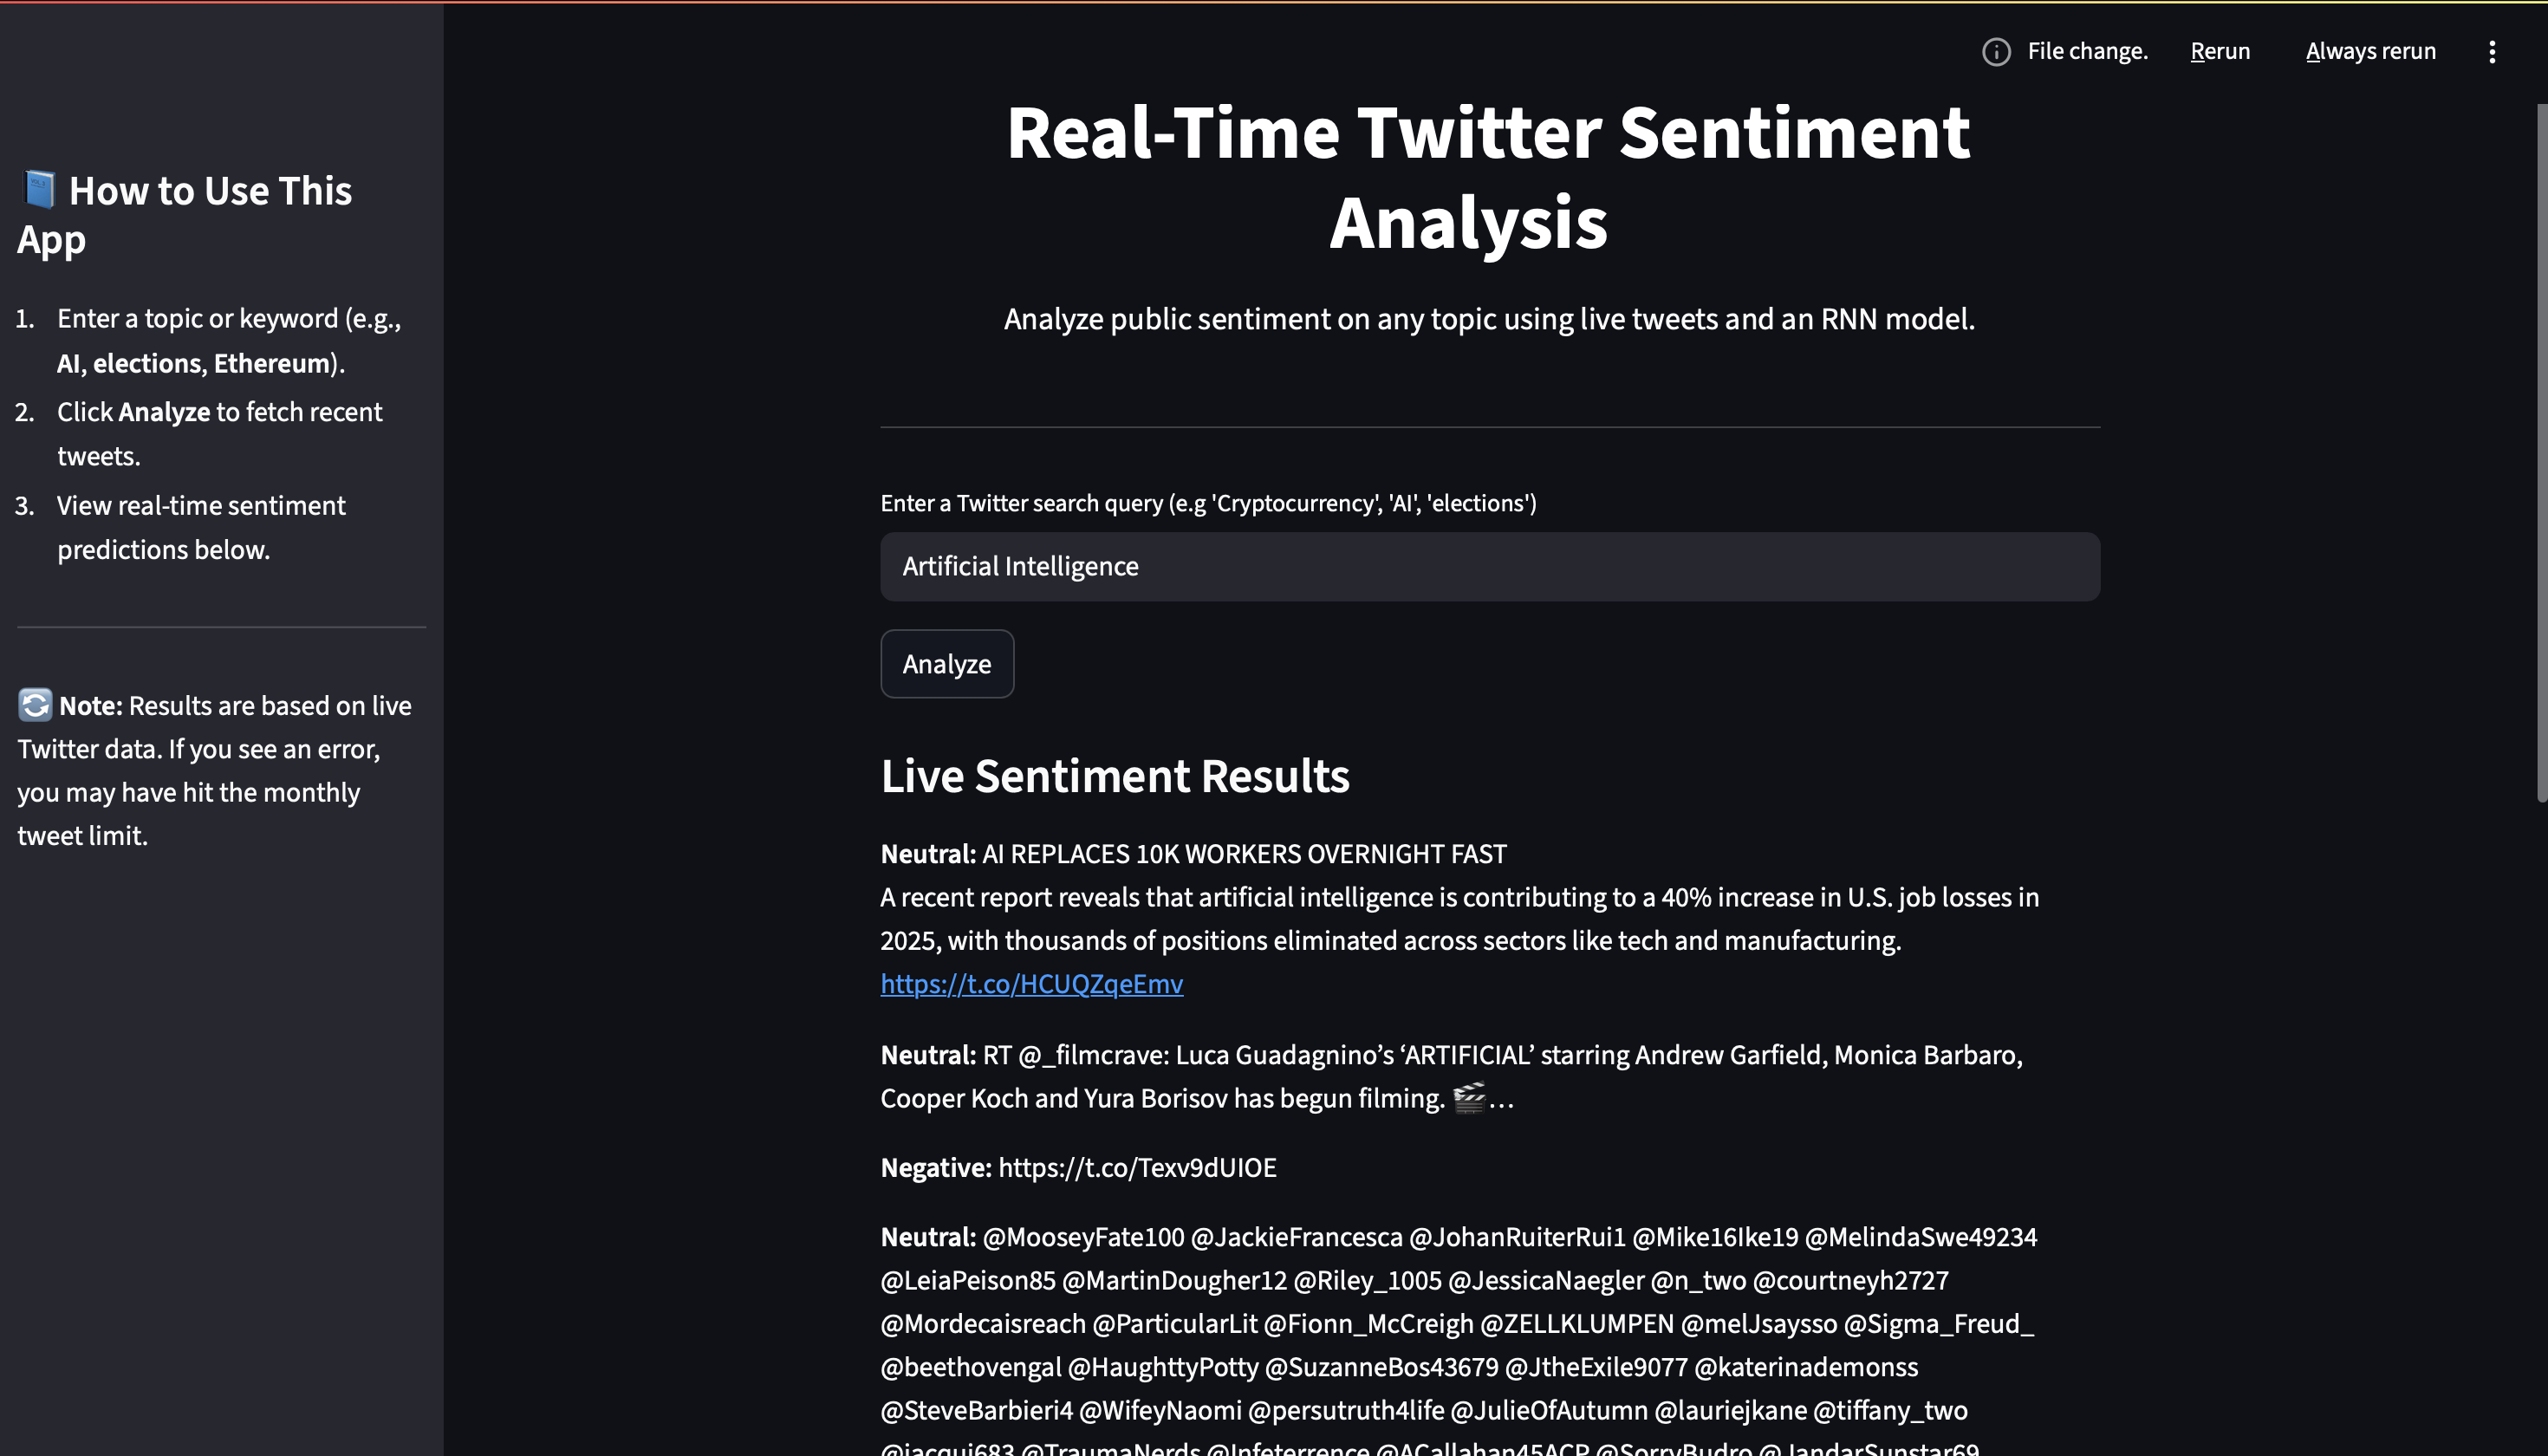 File change. Rerun Always rerun
How to Use This
App
1. Enter a topic or keyword (e.g.,
AI, elections, Ethereum).
2. Click Analyze to fetch recent
tweets.
3. View real-time sentiment
predictions below.
Note: Results are based on live
Twitter data. If you see an error,
you may have hit the monthly
tweet limit.
Real-Time Twitter Sentiment
Analysis
Analyze public sentiment on any topic using live tweets and an RNN model.
Enter a Twitter search query (e.g 'Cryptocurrency', 'AI', 'elections')
Artificial Intelligence
Analyze
Live Sentiment Results
Neutral: AI REPLACES 10K WORKERS OVERNIGHT FAST
A recent report reveals that artificial intelligence is contributing to a 40% increase in U.S. job losses in
2025, with thousands of positions eliminated across sectors like tech and manufacturing.
https://t.co/HCUQZqeEmv
Neutral: RT @_filmcrave: Luca Guadagnino’s ‘ARTIFICIAL’ starring Andrew Garfield, Monica Barbaro,
Cooper Koch and Yura Borisov has begun filming. 🎬…
Negative: https://t.co/Texv9dUIOE
Neutral: @MooseyFate100 @JackieFrancesca @JohanRuiterRui1 @Mike16Ike19 @MelindaSwe49234
@LeiaPeison85 @MartinDougher12 @Riley_1005 @JessicaNaegler @n_two @courtneyh2727
@Mordecaisreach @ParticularLit @Fionn_McCreigh @ZELLKLUMPEN @melJsaysso @Sigma_Freud_
@beethovengal @HaughttyPotty @SuzanneBos43679 @JtheExile9077 @katerinademonss
@SteveBarbieri4 @WifeyNaomi @persutruth4life @JulieOfAutumn @lauriejkane @tiffany_two
@jacqui683 @TraumaNerds @Infeterrence @ACallahan45ACP @SorryBudro @JandarSunstar69